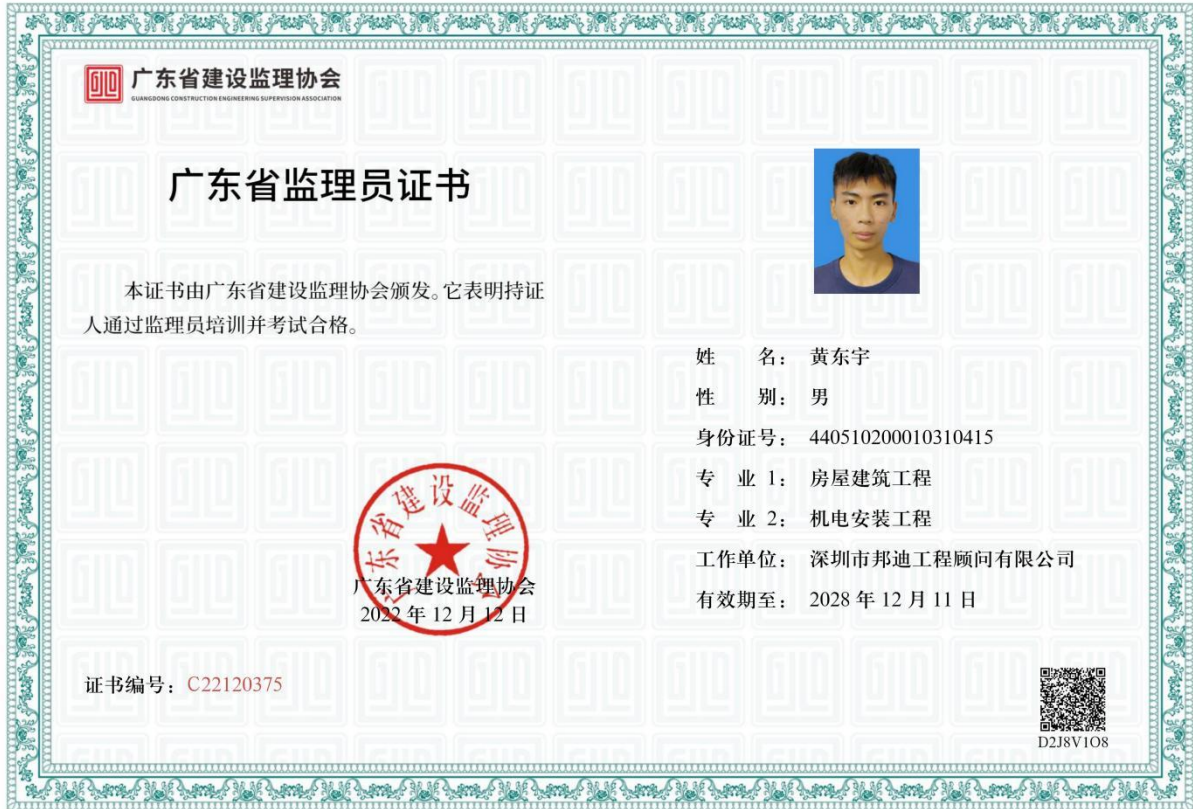 广东省建设监理协会
GUANGDONG CONSTRUCTION ENGINEERING SUPERVISION ASSOCIATION
广东省监理员证书
本证书由广东省建设监理协会颁发。它表明持证
人通过监理员培训并考试合格。
姓 名： 黄东宇
性 别： 男
身份证号： 440510200010310415
专 业 1： 房屋建筑工程
专 业 2： 机电安装工程
工作单位： 深圳市邦迪工程顾问有限公司
有效期至： 2028 年 12 月 11 日
广东省建设监理协会
广东省建设监理协会
2022 年 12 月 12 日
证书编号：C22120375
D2J8V1O8